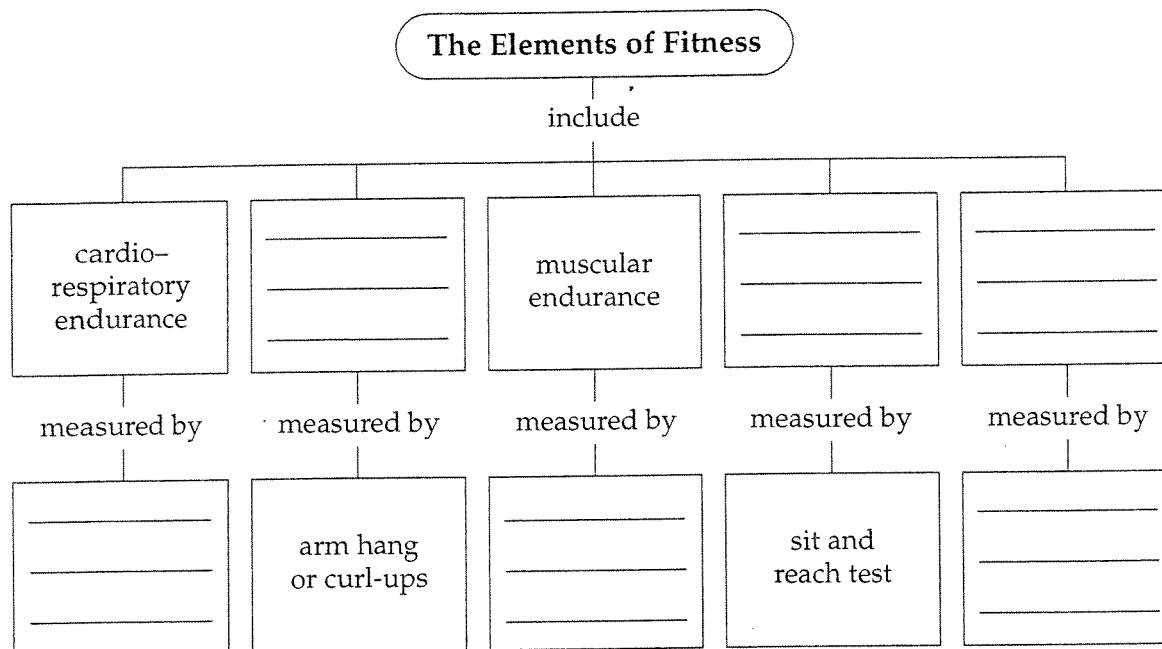 The Elements of Fitness
include
cardio–
respiratory
endurance
muscular
endurance
measured by
measured by
measured by
measured by
measured by
arm hang
or curl-ups
sit and
reach test